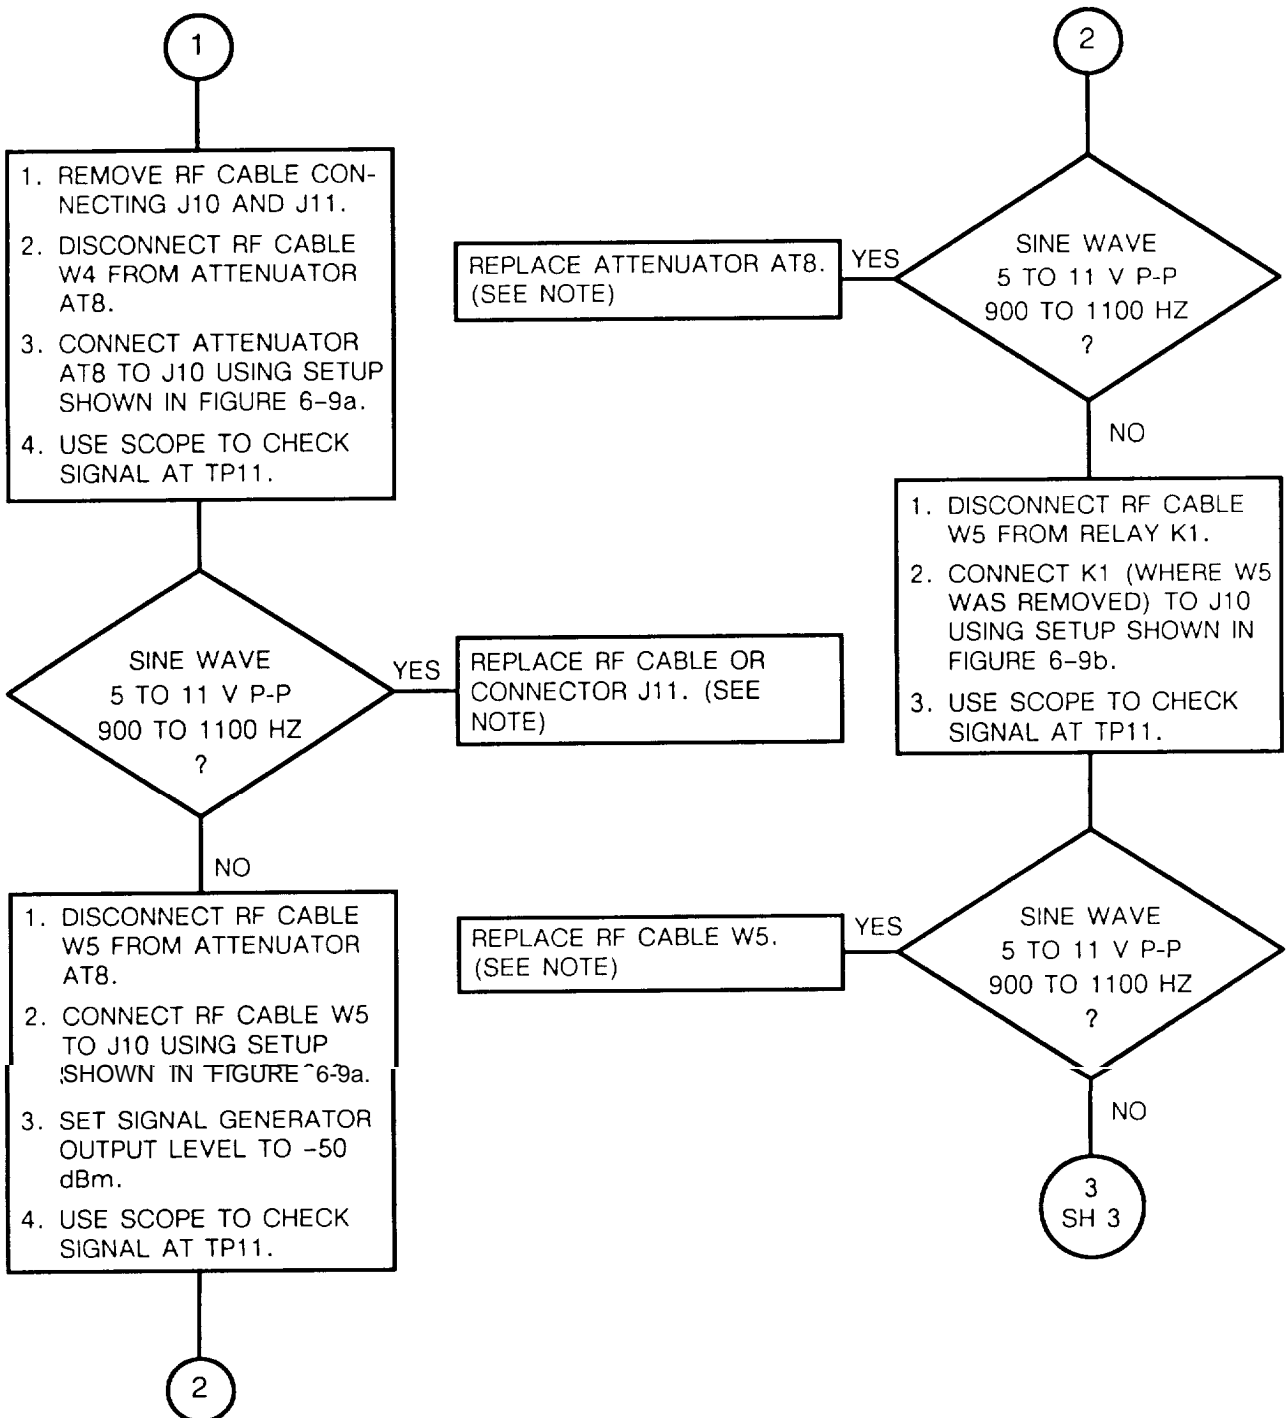 1
1. REMOVE RF CABLE CON-
NECTING J10 AND J11.
2. DISCONNECT RF CABLE
W4 FROM ATTENUATOR
AT8.
3. CONNECT ATTENUATOR
AT8 TO J10 USING SETUP
SHOWN IN FIGURE 6-9a.
4. USE SCOPE TO CHECK
SIGNAL AT TP11.
SINE WAVE
5 TO 11 V P-P
900 TO 1100 HZ
?
YES
REPLACE RF CABLE OR
CONNECTOR J11. (SEE
NOTE)
NO
1. DISCONNECT RF CABLE
W5 FROM ATTENUATOR
AT8.
2. CONNECT RF CABLE W5
TO J10 USING SETUP
SHOWN IN FIGURE 6-9a.
3. SET SIGNAL GENERATOR
OUTPUT LEVEL TO -50
dBm.
4. USE SCOPE TO CHECK
SIGNAL AT TP11.
2
2
SINE WAVE
5 TO 11 V P-P
900 TO 1100 HZ
?
YES
REPLACE ATTENUATOR AT8.
(SEE NOTE)
NO
1. DISCONNECT RF CABLE
W5 FROM RELAY K1.
2. CONNECT K1 (WHERE W5
WAS REMOVED) TO J10
USING SETUP SHOWN IN
FIGURE 6-9b.
3. USE SCOPE TO CHECK
SIGNAL AT TP11.
SINE WAVE
5 TO 11 V P-P
900 TO 1100 HZ
?
YES
REPLACE RF CABLE W5.
(SEE NOTE)
NO
3
SH 3